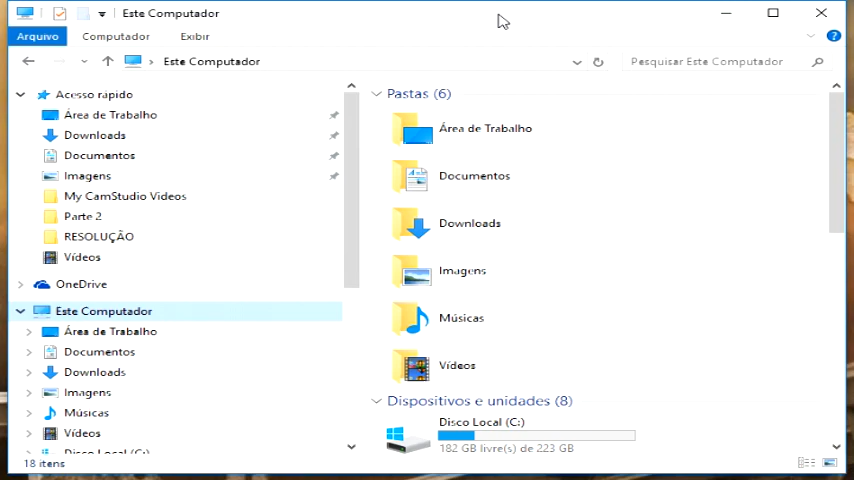 Este Computador
Arquivo
Computador
Exibir
Este Computador
Pesquisar Este Computador
Acesso rápido
Área de Trabalho
Downloads
Documentos
Imagens
My CamStudio Videos
Parte 2
RESOLUÇÃO
Vídeos
OneDrive
Este Computador
Área de Trabalho
Documentos
Downloads
Imagens
Músicas
Vídeos
Disco Local (C:)
Pastas (6)
Área de Trabalho
Documentos
Downloads
Imagens
Músicas
Vídeos
Dispositivos e unidades (8)
Disco Local (C:)
182 GB livre(s) de 223 GB
18 itens